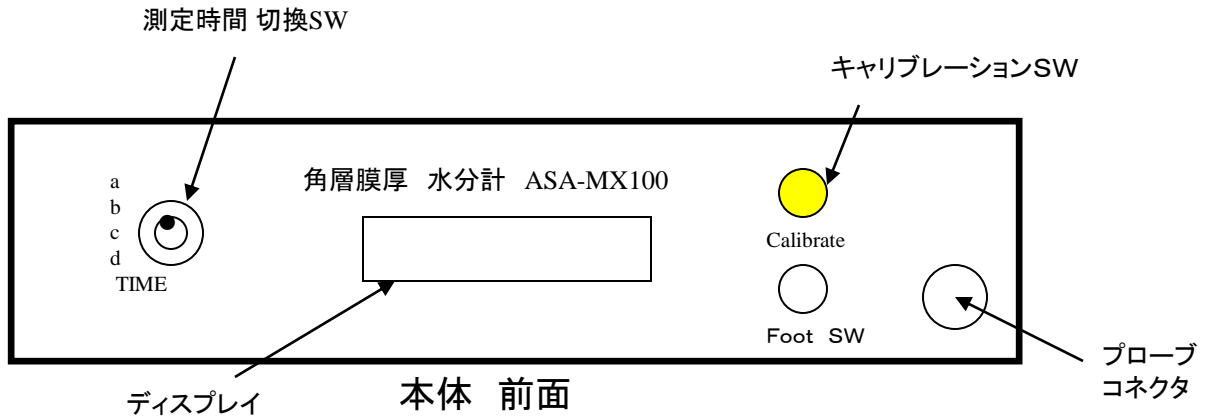 測定時間 切換SW
キャリブレーションSW
角層膜厚 水分計 ASA-MX100
a
b
c
d
TIME
Calibrate
Foot SW
プローブ
コネクタ
ディスプレイ
本体 前面